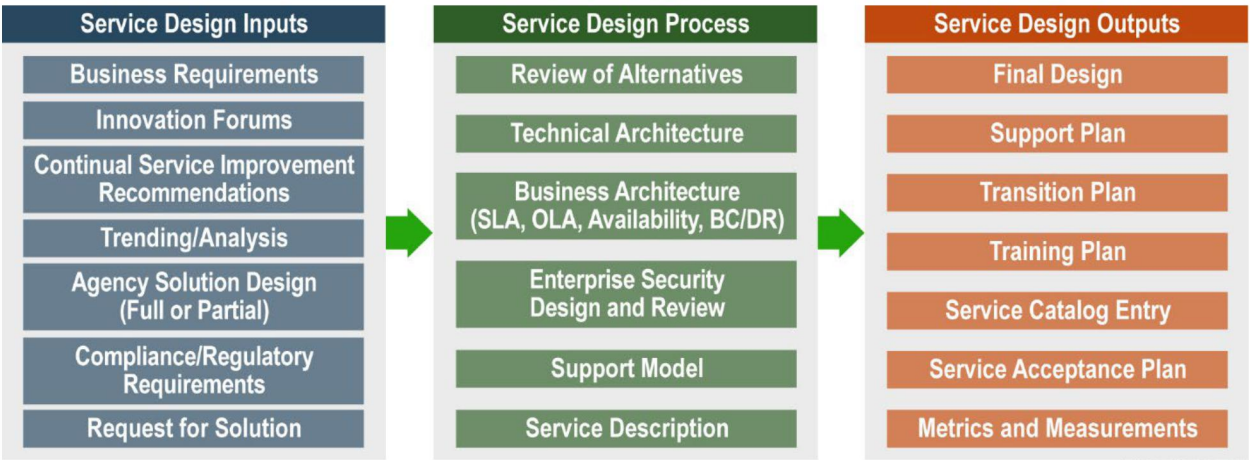 Service Design Inputs
Business Requirements
Innovation Forums
Continual Service Improvement
Recommendations
Trending/Analysis
Agency Solution Design
(Full or Partial)
Compliance/Regulatory
Requirements
Request for Solution
Service Design Process
Review of Alternatives
Technical Architecture
Business Architecture
(SLA, OLA, Availability, BC/DR)
Enterprise Security
Design and Review
Support Model
Service Description
Service Design Outputs
Final Design
Support Plan
Transition Plan
Training Plan
Service Catalog Entry
Service Acceptance Plan
Metrics and Measurements